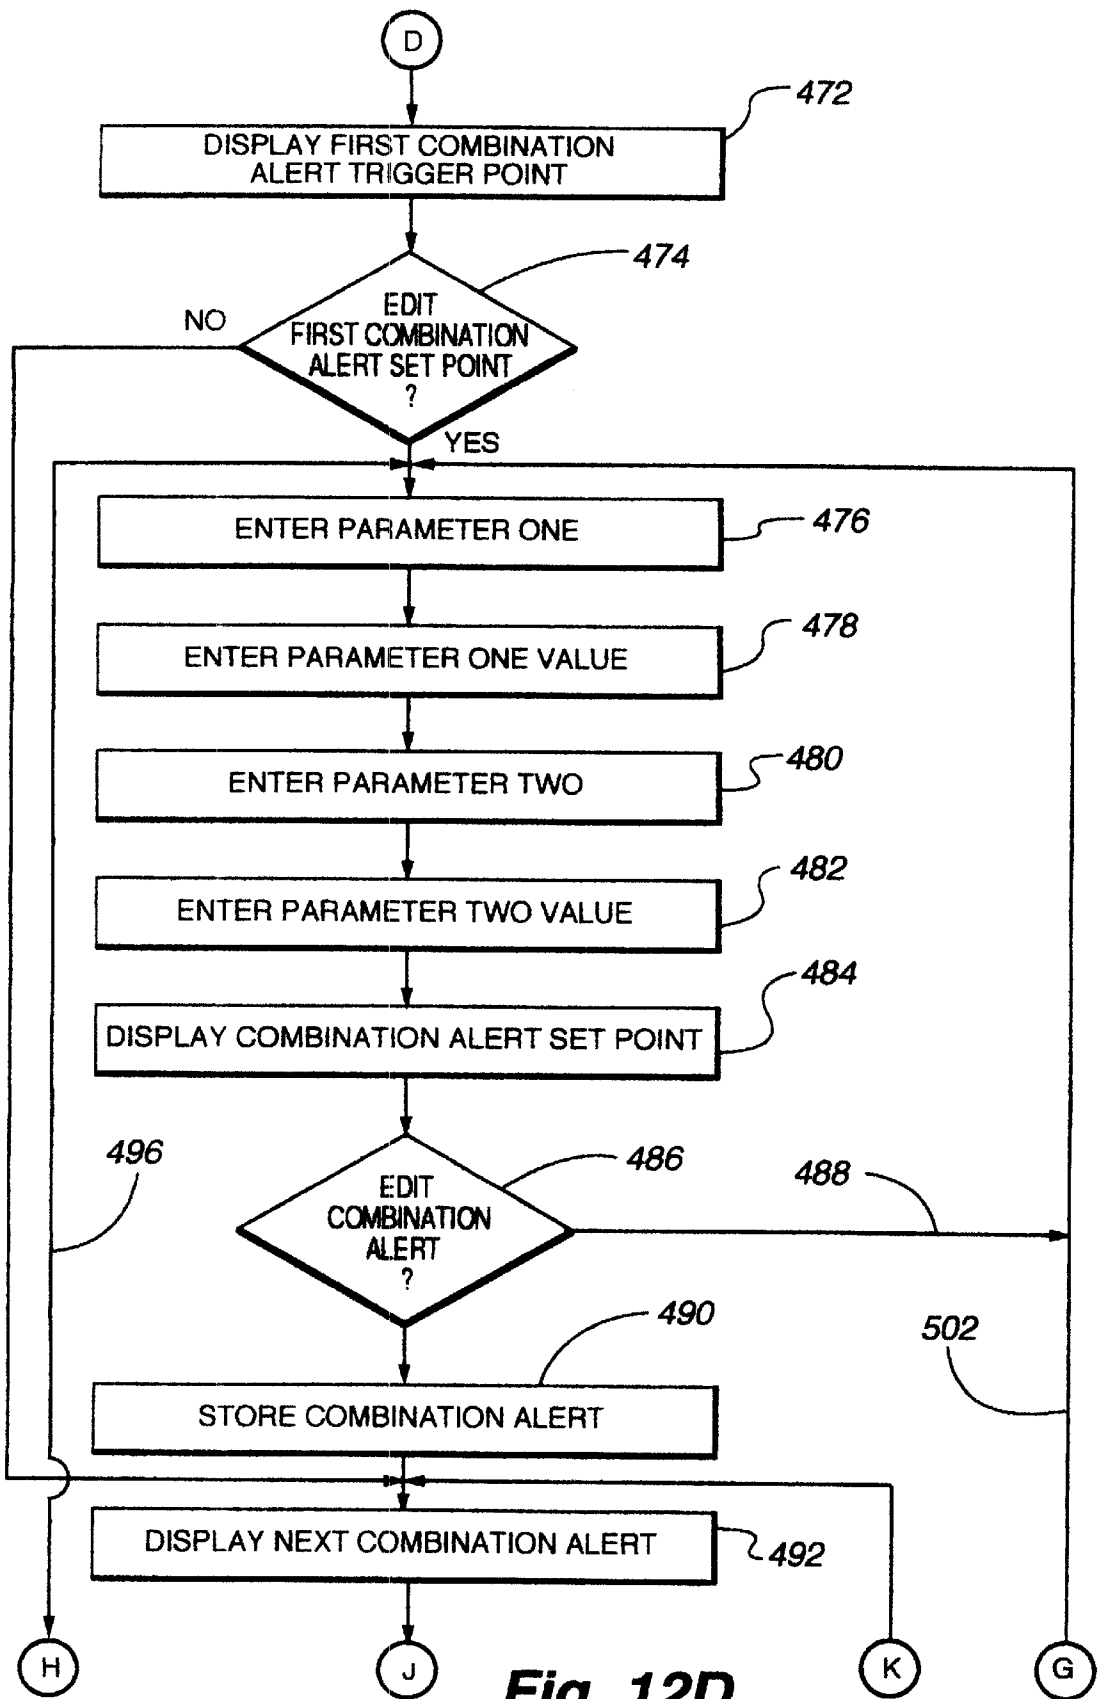 D
472
DISPLAY FIRST COMBINATION
ALERT TRIGGER POINT
474
NO
EDIT
FIRST COMBINATION
ALERT SET POINT
?
YES
ENTER PARAMETER ONE
476
ENTER PARAMETER ONE VALUE
478
ENTER PARAMETER TWO
480
ENTER PARAMETER TWO VALUE
482
DISPLAY COMBINATION ALERT SET POINT
484
496
EDIT
COMBINATION
ALERT
?
486
488
490
502
STORE COMBINATION ALERT
DISPLAY NEXT COMBINATION ALERT
492
H
J
K
G
Fig. 12D